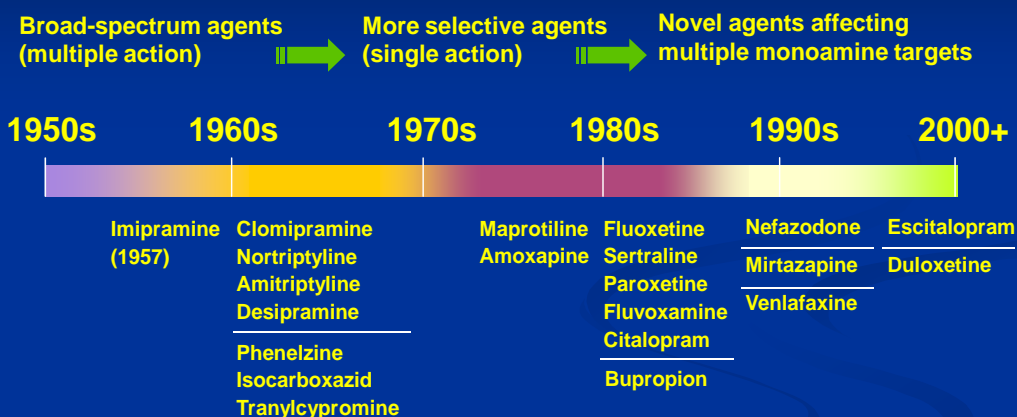 Broad-spectrum agents
(multiple action)
More selective agents
(single action)
Novel agents affecting
multiple monoamine targets
1950s
1960s
1970s
1980s
1990s
2000+
Imipramine
(1957)
Clomipramine
Nortriptyline
Amitriptyline
Desipramine
Phenelzine
Isocarboxazid
Tranylcypromine
Maprotiline
Amoxapine
Fluoxetine
Sertraline
Paroxetine
Fluvoxamine
Citalopram
Bupropion
Nefazodone
Mirtazapine
Venlafaxine
Escitalopram
Duloxetine